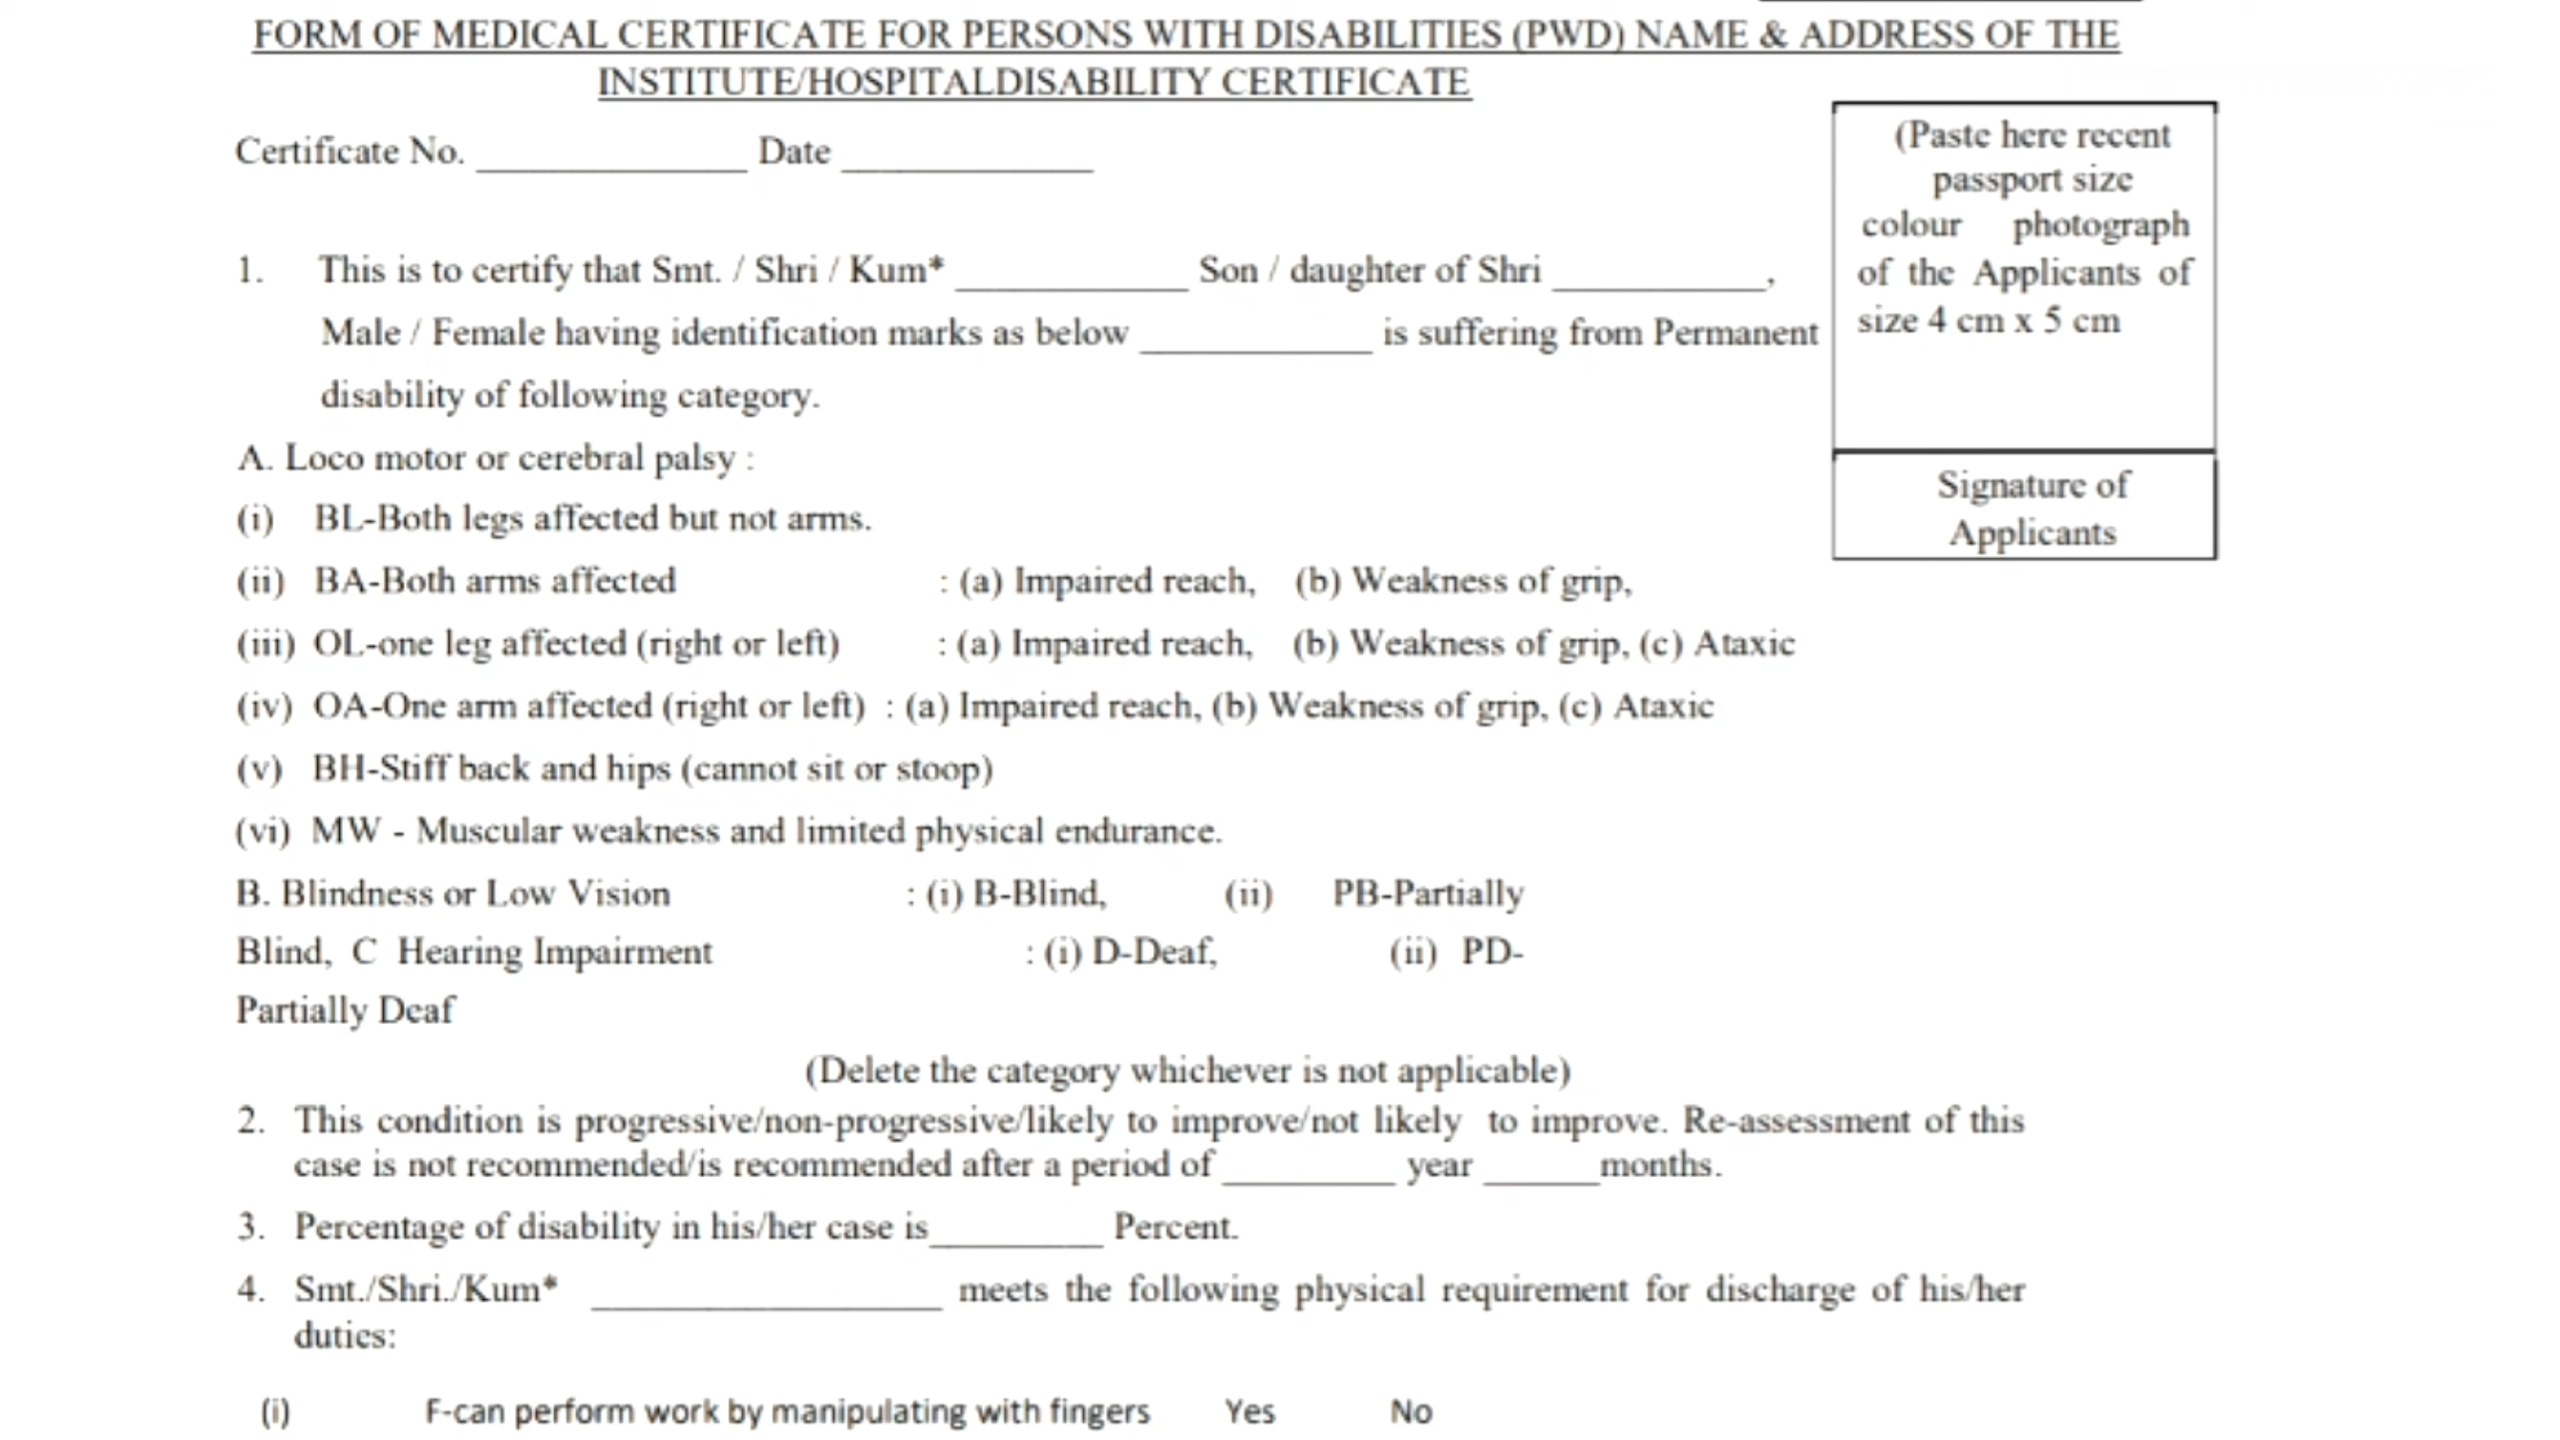 FORM OF MEDICAL CERTIFICATE FOR PERSONS WITH DISABILITIES (PWD) NAME & ADDRESS OF THE
INSTITUTE/HOSPITALDISABILITY CERTIFICATE
Certificate No. ______________ Date _____________
(Paste here recent
passport size
colour photograph
of the Applicants of
size 4 cm x 5 cm
Signature of
Applicants
1. This is to certify that Smt. / Shri / Kum* ____________ Son / daughter of Shri ___________,
Male / Female having identification marks as below ____________ is suffering from Permanent
disability of following category.
A. Loco motor or cerebral palsy :
(i) BL-Both legs affected but not arms.
(ii) BA-Both arms affected : (a) Impaired reach, (b) Weakness of grip,
(iii) OL-one leg affected (right or left) : (a) Impaired reach, (b) Weakness of grip, (c) Ataxic
(iv) OA-One arm affected (right or left) : (a) Impaired reach, (b) Weakness of grip, (c) Ataxic
(v) BH-Stiff back and hips (cannot sit or stoop)
(vi) MW - Muscular weakness and limited physical endurance.
B. Blindness or Low Vision : (i) B-Blind, (ii) PB-Partially
Blind, C Hearing Impairment : (i) D-Deaf, (ii) PD-
Partially Deaf
(Delete the category whichever is not applicable)
2. This condition is progressive/non-progressive/likely to improve/not likely to improve. Re-assessment of this
case is not recommended/is recommended after a period of _________ year ______months.
3. Percentage of disability in his/her case is_________ Percent.
4. Smt./Shri./Kum* __________________ meets the following physical requirement for discharge of his/her
duties:
(i) F-can perform work by manipulating with fingers Yes No